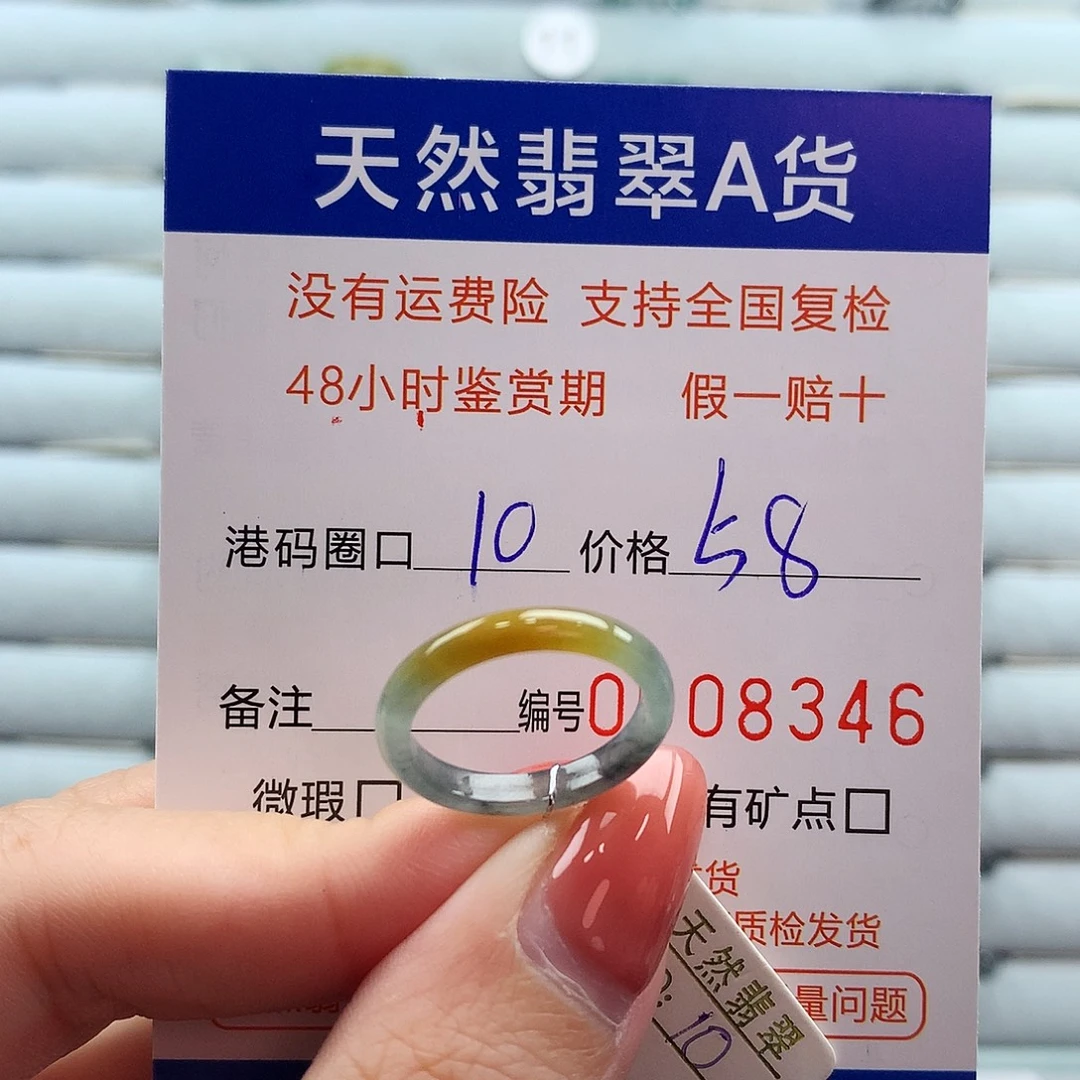 天然翡翠A货
没有运费险 支持全国复检
48小时鉴赏期 假一赔十
港码圈口 10 价格 58
备注 编号0 08346
微瑕□ 有矿点□
货
质检发货
量问题
天然翡翠
: 10